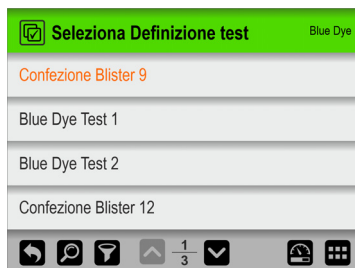 Seleziona Definizione test
Blue Dye
Confezione Blister 9
Blue Dye Test 1
Blue Dye Test 2
Confezione Blister 12
1
3